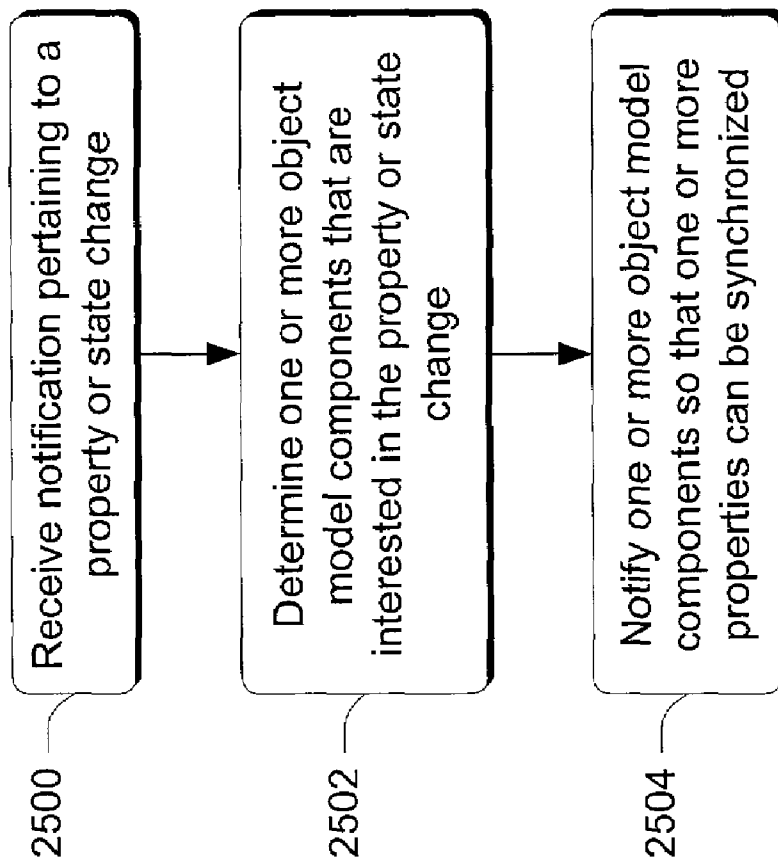 2500
Receive notification pertaining to a
property or state change
2502
Determine one or more object
model components that are
interested in the property or state
change
2504
Notify one or more object model
components so that one or more
properties can be synchronized